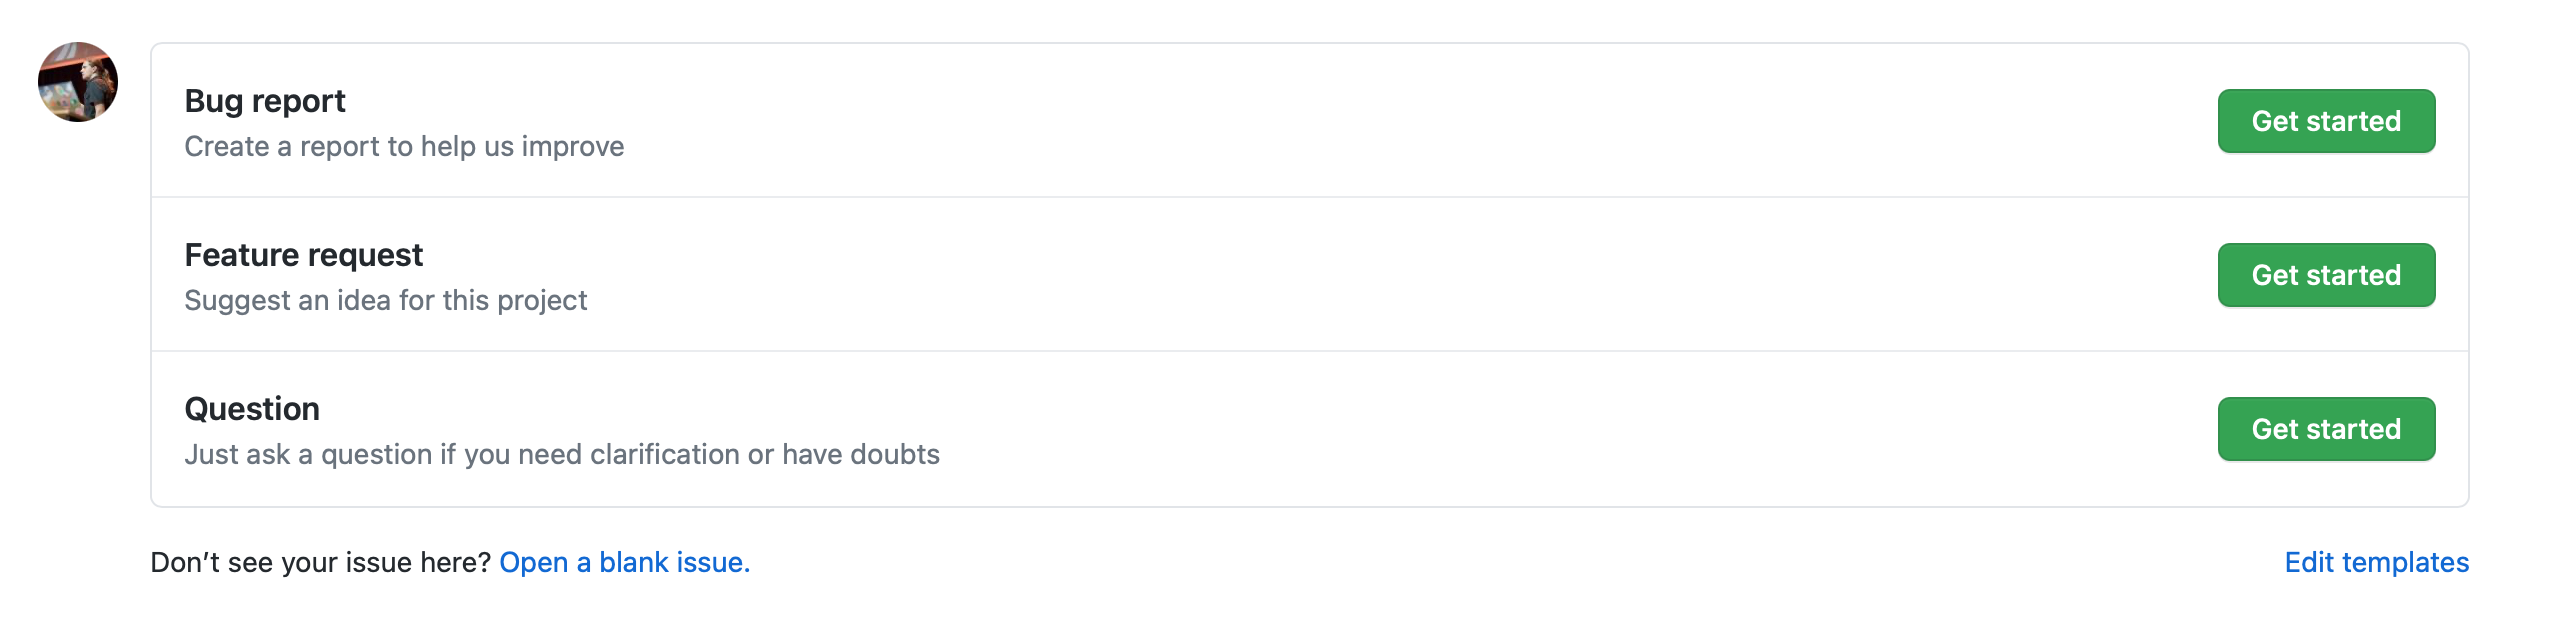 Bug report
Create a report to help us improve
Get started
Feature request
Suggest an idea for this project
Get started
Question
Just ask a question if you need clarification or have doubts
Get started
Don’t see your issue here? Open a blank issue.
Edit templates